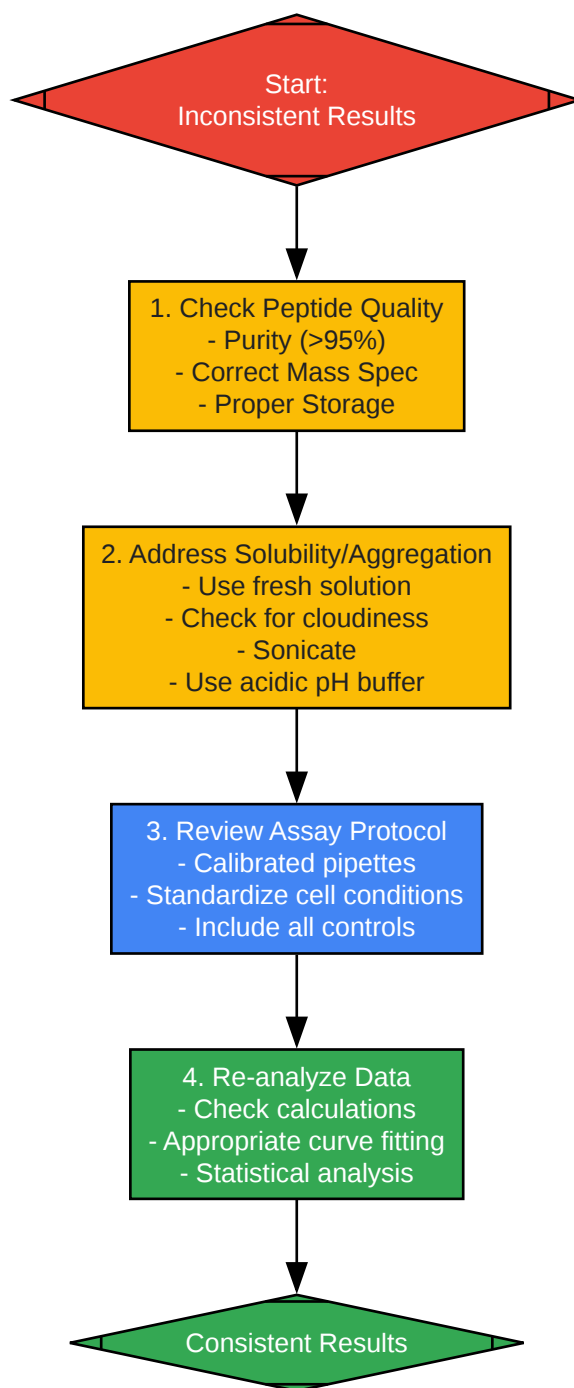 Start:
Inconsistent Results
1. Check Peptide Quality
- Purity (>95%)
- Correct Mass Spec
- Proper Storage
2. Address Solubility/Aggregation
- Use fresh solution
- Check for cloudiness
- Sonicate
- Use acidic pH buffer
3. Review Assay Protocol
- Calibrated pipettes
- Standardize cell conditions
- Include all controls
4. Re-analyze Data
- Check calculations
- Appropriate curve fitting
- Statistical analysis
Consistent Results